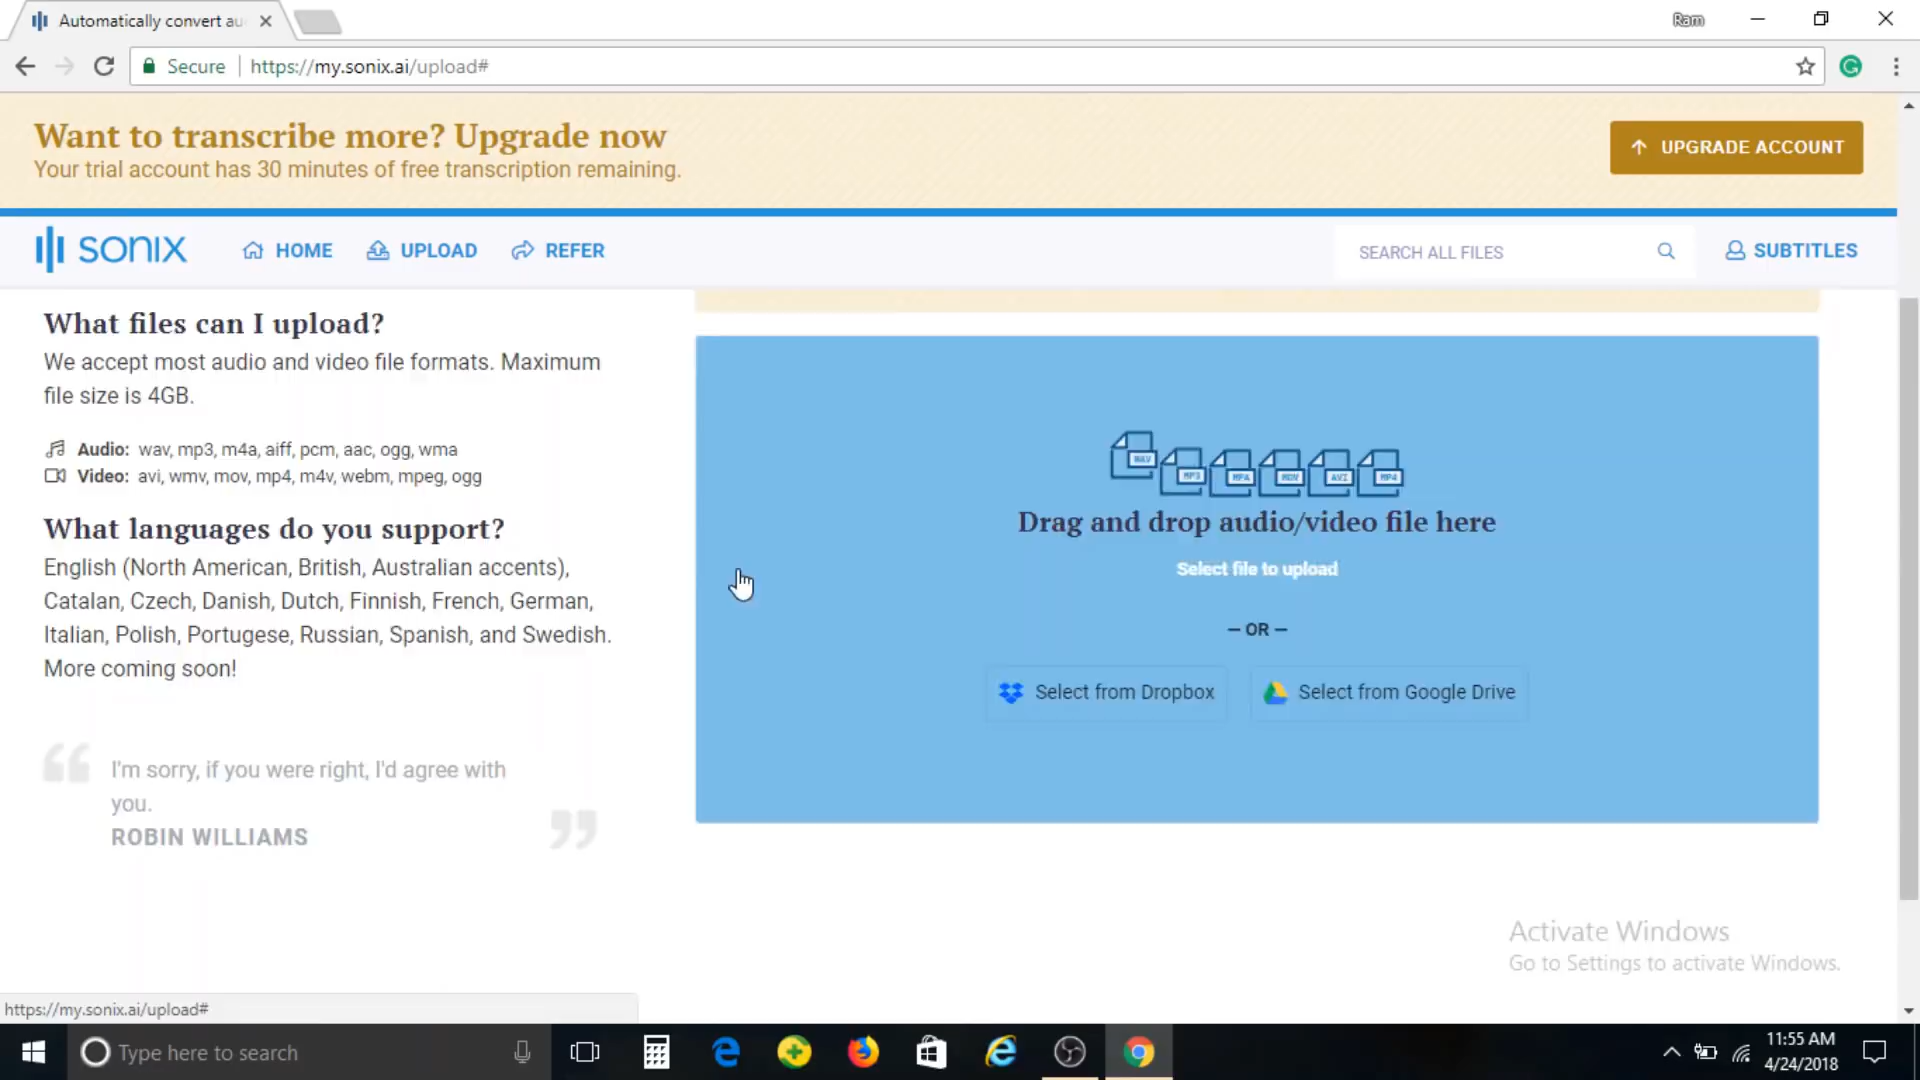 Automatically convert au
Ram
Secure
https://my.sonix.ai/upload#
Want to transcribe more? Upgrade now
Your trial account has 30 minutes of free transcription remaining.
UPGRADE ACCOUNT
sonix
HOME
UPLOAD
REFER
SEARCH ALL FILES
SUBTITLES
What files can I upload?
We accept most audio and video file formats. Maximum
file size is 4GB.
Audio: wav, mp3, m4a, aiff, pcm, aac, ogg, wma
Video: avi, wmv, mov, mp4, m4v, webm, mpeg, ogg
What languages do you support?
English (North American, British, Australian accents),
Catalan, Czech, Danish, Dutch, Finnish, French, German,
Italian, Polish, Portugese, Russian, Spanish, and Swedish.
More coming soon!
“ I'm sorry, if you were right, I'd agree with
you. ”
ROBIN WILLIAMS
WAV MP3 MPA MOV AVI MP4
Drag and drop audio/video file here
Select file to upload
— OR —
Select from Dropbox
Select from Google Drive
Activate Windows
Go to Settings to activate Windows.
https://my.sonix.ai/upload#
Type here to search
11:55 AM
4/24/2018